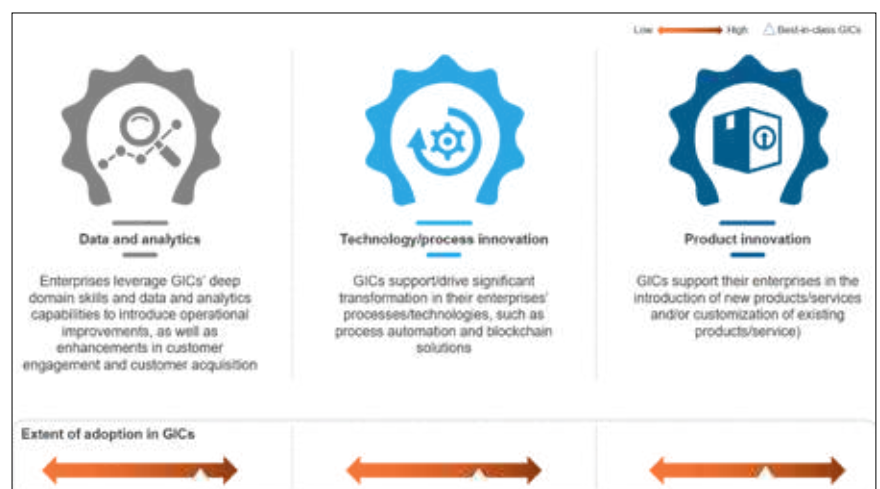 Low High Best-in-class GICs
Data and analytics
Enterprises leverage GICs' deep
domain skills and data and analytics
capabilities to introduce operational
improvements, as well as
enhancements in customer
engagement and customer acquisition
Technology/process innovation
GICs support/drive significant
transformation in their enterprises'
processes/technologies, such as
process automation and blockchain
solutions
Product innovation
GICs support their enterprises in the
introduction of new products/services
and/or customization of existing
products/service)
Extent of adoption in GICs